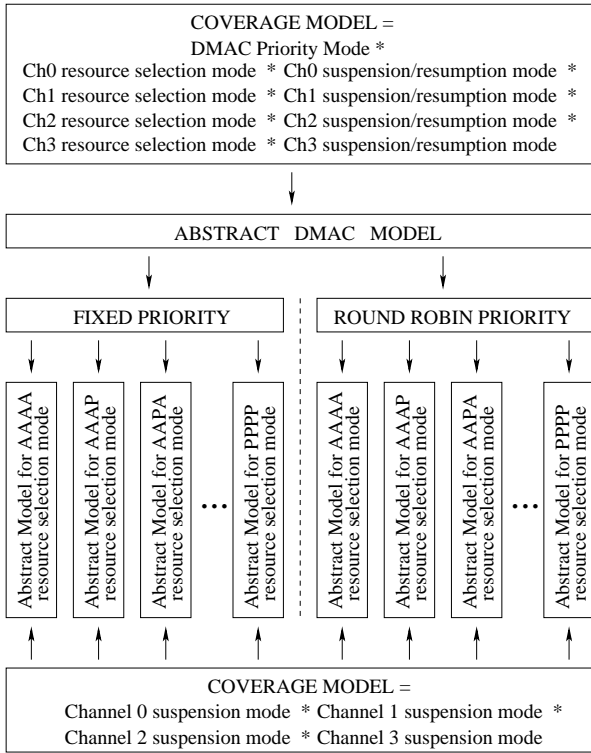 COVERAGE MODEL =
DMAC Priority Mode *
Ch0 resource selection mode * Ch0 suspension/resumption mode *
Ch1 resource selection mode * Ch1 suspension/resumption mode *
Ch2 resource selection mode * Ch2 suspension/resumption mode *
Ch3 resource selection mode * Ch3 suspension/resumption mode
ABSTRACT DMAC MODEL
FIXED PRIORITY
ROUND ROBIN PRIORITY
Abstract Model for AAAA
resource selection mode
Abstract Model for AAAP
resource selection mode
Abstract Model for AAPA
resource selection mode
...
Abstract Model for PPPP
resource selection mode
Abstract Model for AAAA
resource selection mode
Abstract Model for AAAP
resource selection mode
Abstract Model for AAPA
resource selection mode
...
Abstract Model for PPPP
resource selection mode
COVERAGE MODEL =
Channel 0 suspension mode * Channel 1 suspension mode *
Channel 2 suspension mode * Channel 3 suspension mode